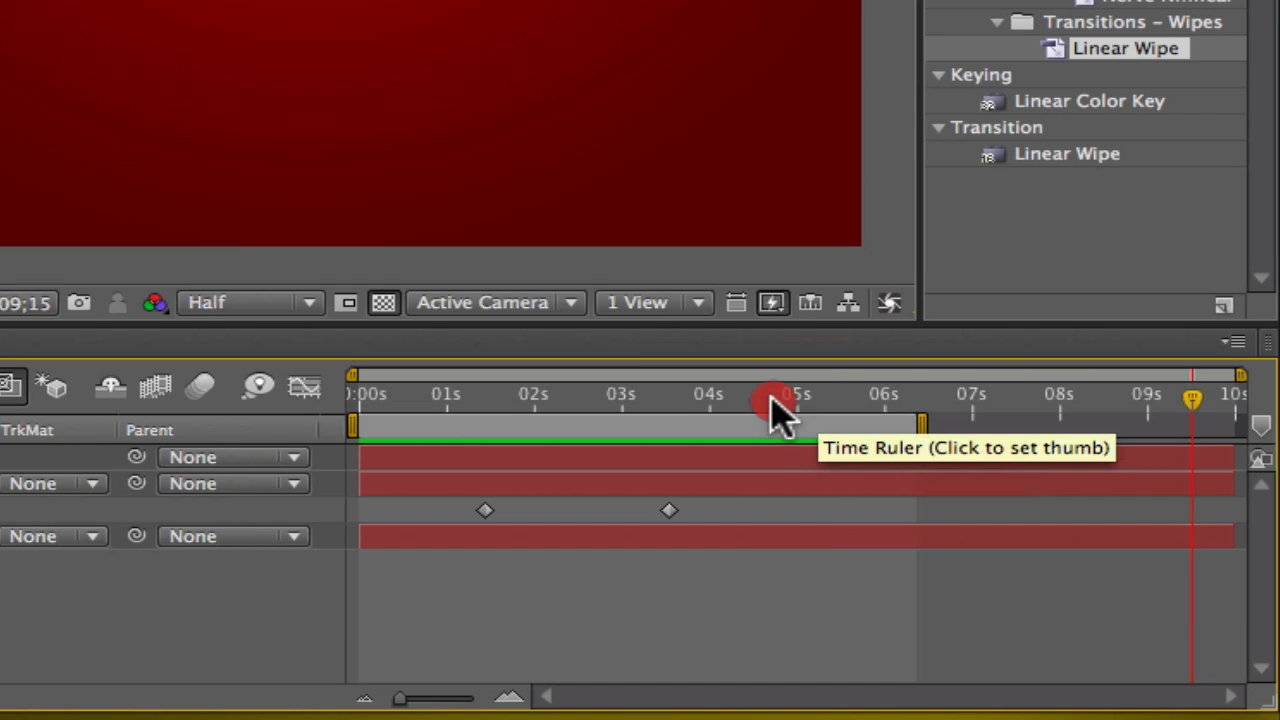 Transitions – Wipes
Linear Wipe
Keying
Linear Color Key
Transition
Linear Wipe
09;15
Half
Active Camera
1 View
0:00s 01s 02s 03s 04s 05s 06s 07s 08s 09s 10s
TrkMat Parent
None
Time Ruler (Click to set thumb)
None None
None None